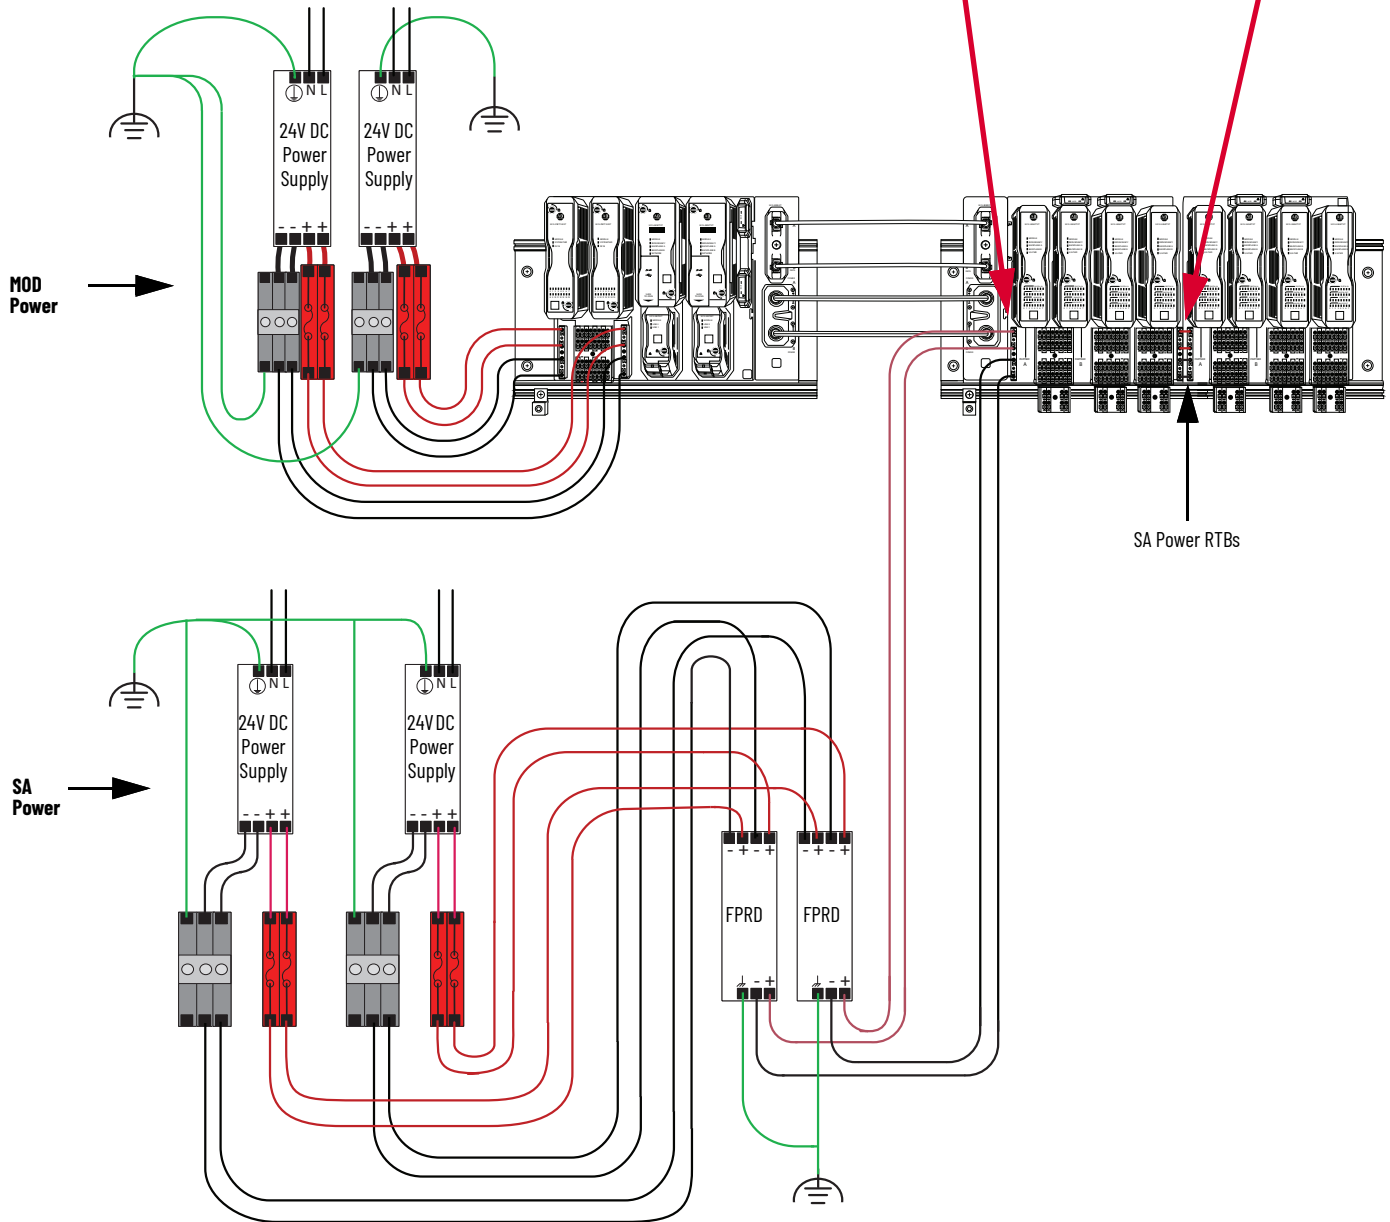 N L
N L
24V DC
Power
Supply
24V DC
Power
Supply
- - + +
- - + +
MOD
Power
A
B
A
B
SA Power RTBs
N L
N L
24V DC
Power
Supply
24V DC
Power
Supply
SA
Power
- - + +
- - + +
- + - +
- + - +
FPRD
FPRD
- +
- +